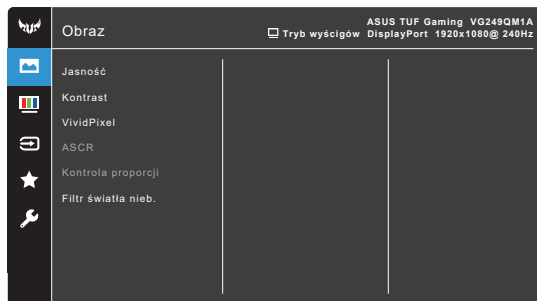 Obraz
ASUS TUF Gaming VG249QM1A
Tryb wyścigów DisplayPort 1920x1080@ 240Hz
Jasność
Kontrast
VividPixel
ASCR
Kontrola proporcji
Filtr światła nieb.